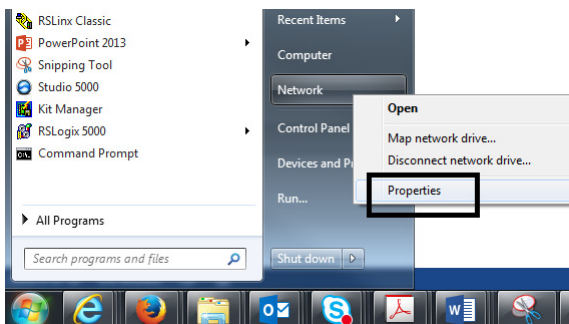 RSLinx Classic
PowerPoint 2013
Snipping Tool
Studio 5000
Kit Manager
RSLogix 5000
Command Prompt
All Programs
Search programs and files
Recent Items
Computer
Network
Control Panel
Devices and P
Run...
Shut down
Open
Map network drive...
Disconnect network drive...
Properties